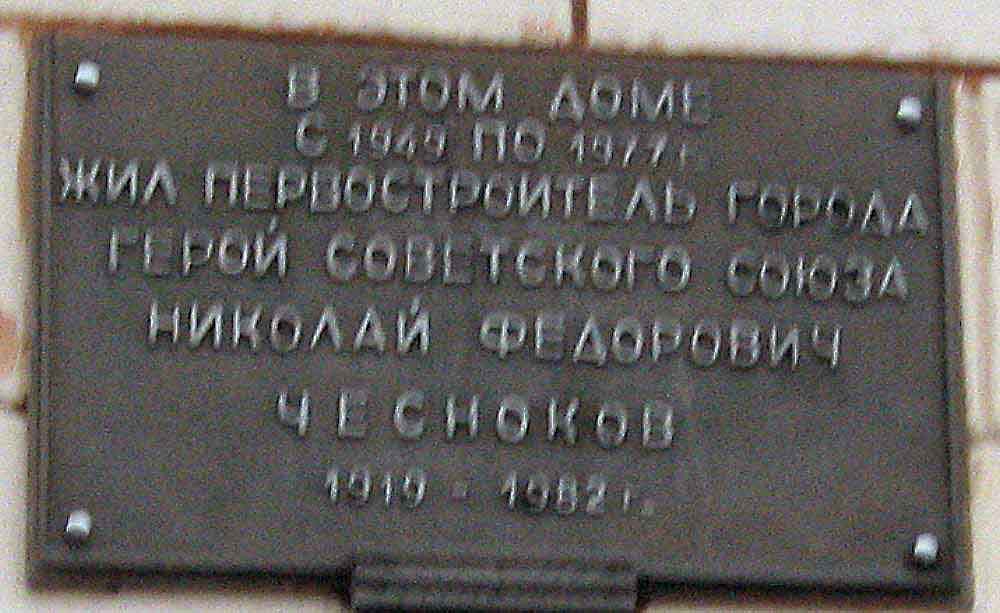 В ЭТОМ ДОМЕ
С 1949 ПО 1977 Г.
ЖИЛ ПЕРВОСТРОИТЕЛЬ ГОРОДА
ГЕРОЙ СОВЕТСКОГО СОЮЗА
НИКОЛАЙ ФЕДОРОВИЧ
ЧЕСНОКОВ
1919 - 1982 г.